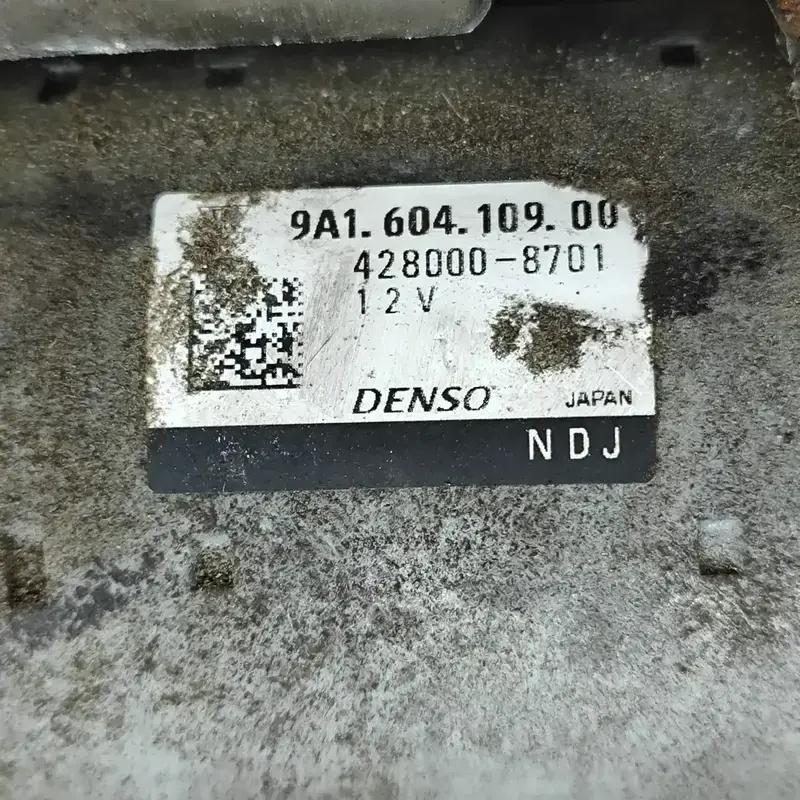 9A1.604.109.00
428000-8701
12V
DENSO JAPAN
NDJ